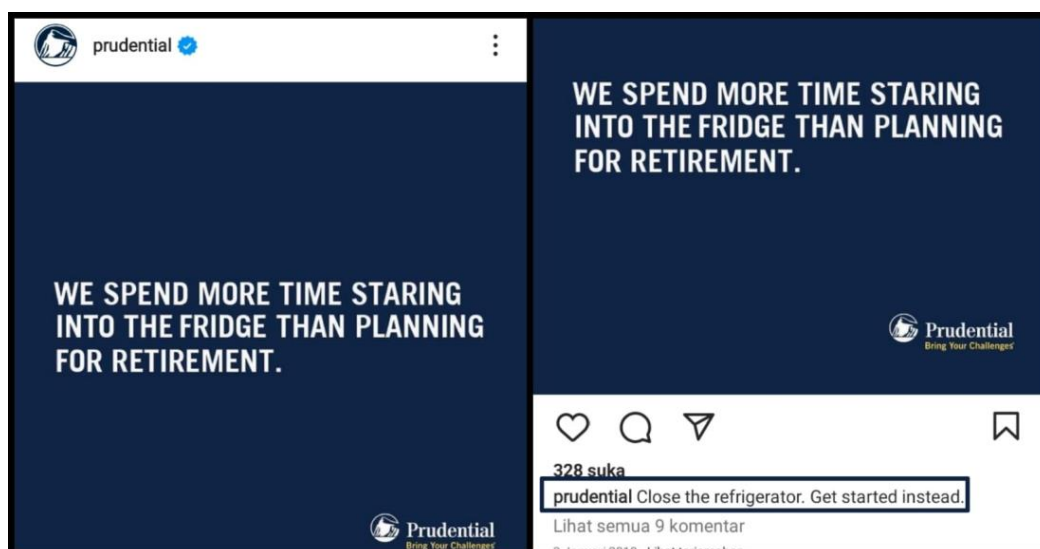 prudential
WE SPEND MORE TIME STARING
INTO THE FRIDGE THAN PLANNING
FOR RETIREMENT.
Prudential
Bring Your Challenges
WE SPEND MORE TIME STARING
INTO THE FRIDGE THAN PLANNING
FOR RETIREMENT.
Prudential
Bring Your Challenges
328 suka
prudential Close the refrigerator. Get started instead.
Lihat semua 9 komentar